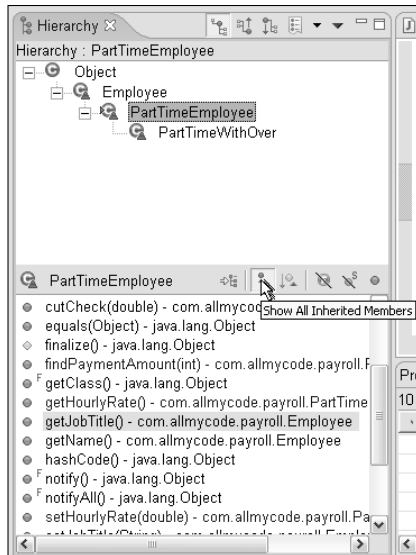 Hierarchy
Hierarchy : PartTimeEmployee
Object
Employee
PartTimeEmployee
PartTimeWithOver
PartTimeEmployee
S
cutCheck(double) - com.allmycod
Show All Inherited Members
equals(Object) - java.lang.Object
finalize() - java.lang.Object
findPaymentAmount(int) - com.allmycode.payroll.F
F getClass() - java.lang.Object
getHourlyRate() - com.allmycode.payroll.PartTime
getJobTitle() - com.allmycode.payroll.Employee
getName() - com.allmycode.payroll.Employee
hashCode() - java.lang.Object
F notify() - java.lang.Object
F notifyAll() - java.lang.Object
setHourlyRate(double) - com.allmycode.payroll.Pa
J
Pr
10